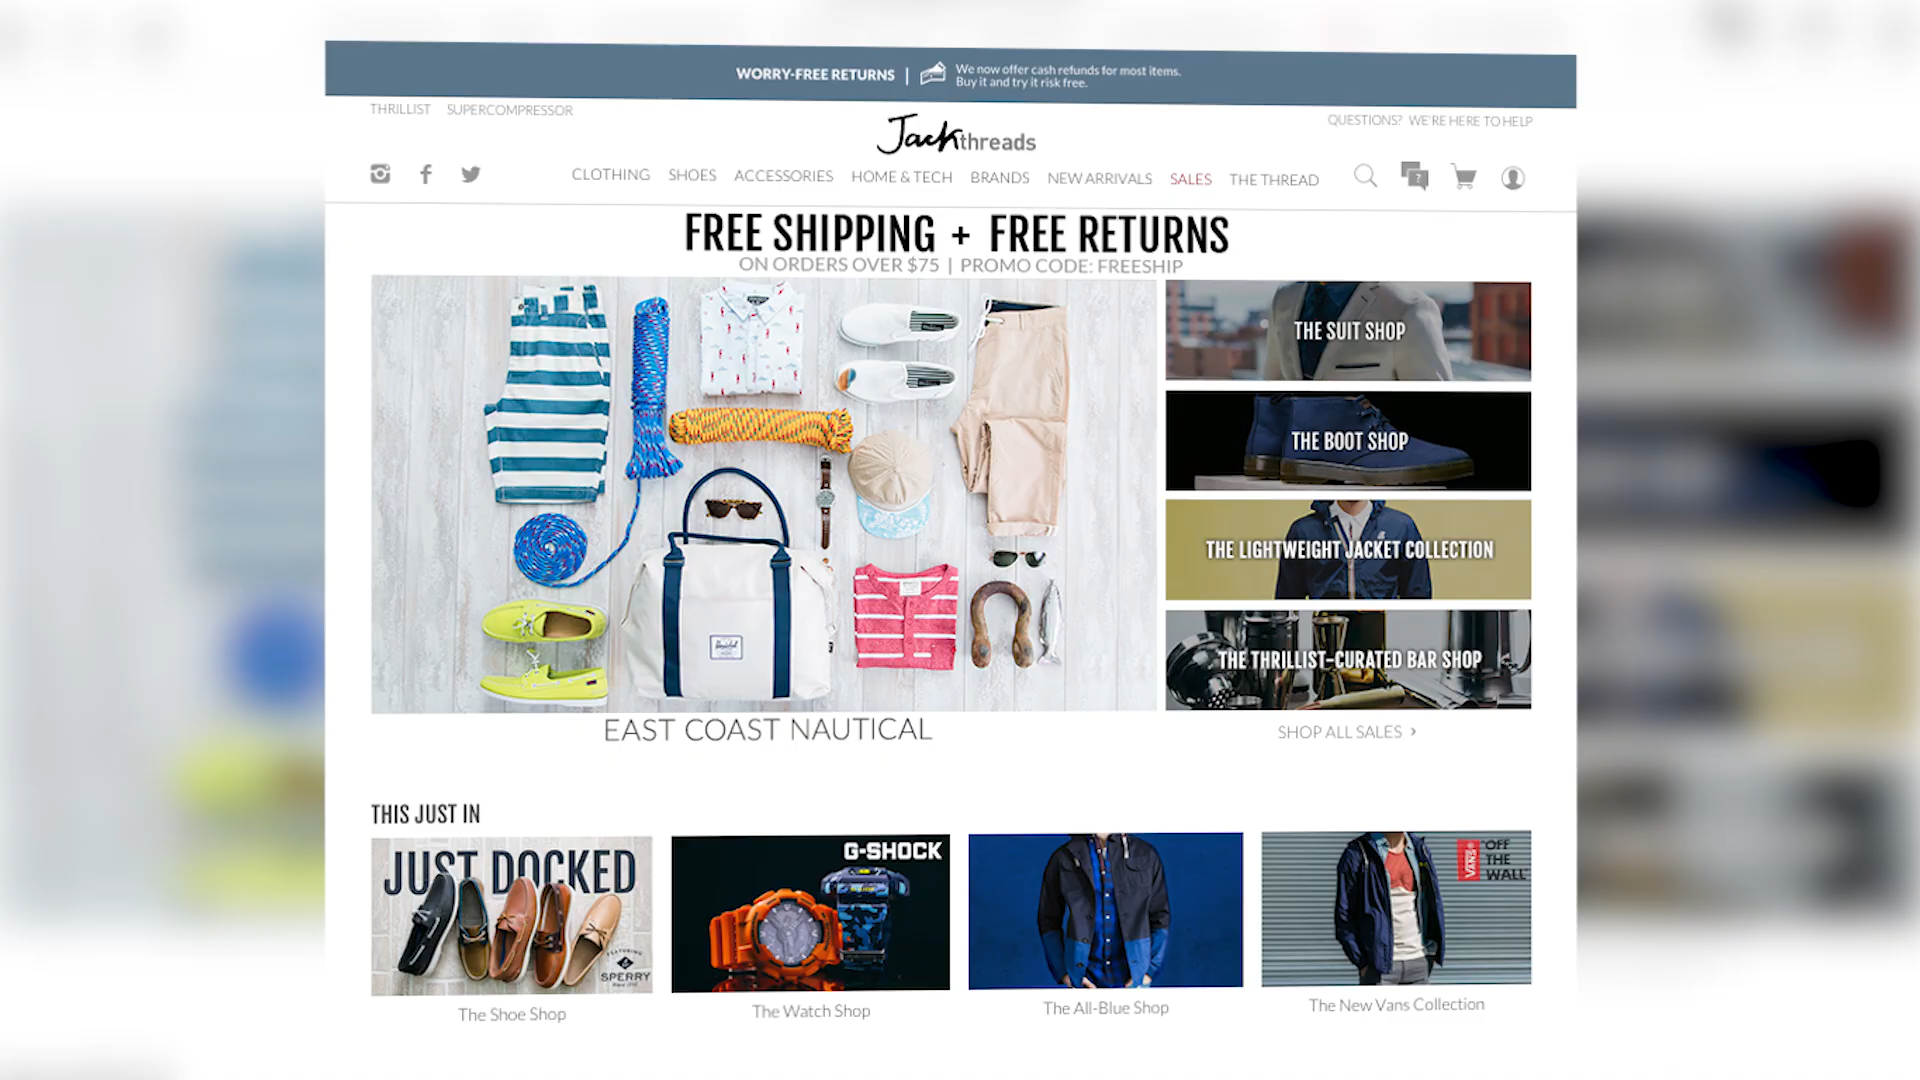 WORRY-FREE RETURNS | We now offer cash refunds for most items.
Buy it and try it risk free.
THRILLIST SUPERCOMPRESSOR
QUESTIONS? WE'RE HERE TO HELP
Jackthreads
CLOTHING SHOES ACCESSORIES HOME & TECH BRANDS NEW ARRIVALS SALES THE THREAD
?
FREE SHIPPING + FREE RETURNS
ON ORDERS OVER $75 | PROMO CODE: FREESHIP
THE SUIT SHOP
THE BOOT SHOP
THE LIGHTWEIGHT JACKET COLLECTION
THE THRILLIST-CURATED BAR SHOP
Herschel
EAST COAST NAUTICAL
SHOP ALL SALES ›
THIS JUST IN
JUST DOCKED
FEATURING
SPERRY
G-SHOCK
VANS
"OFF
THE
WALL"
The Shoe Shop
The Watch Shop
The All-Blue Shop
The New Vans Collection